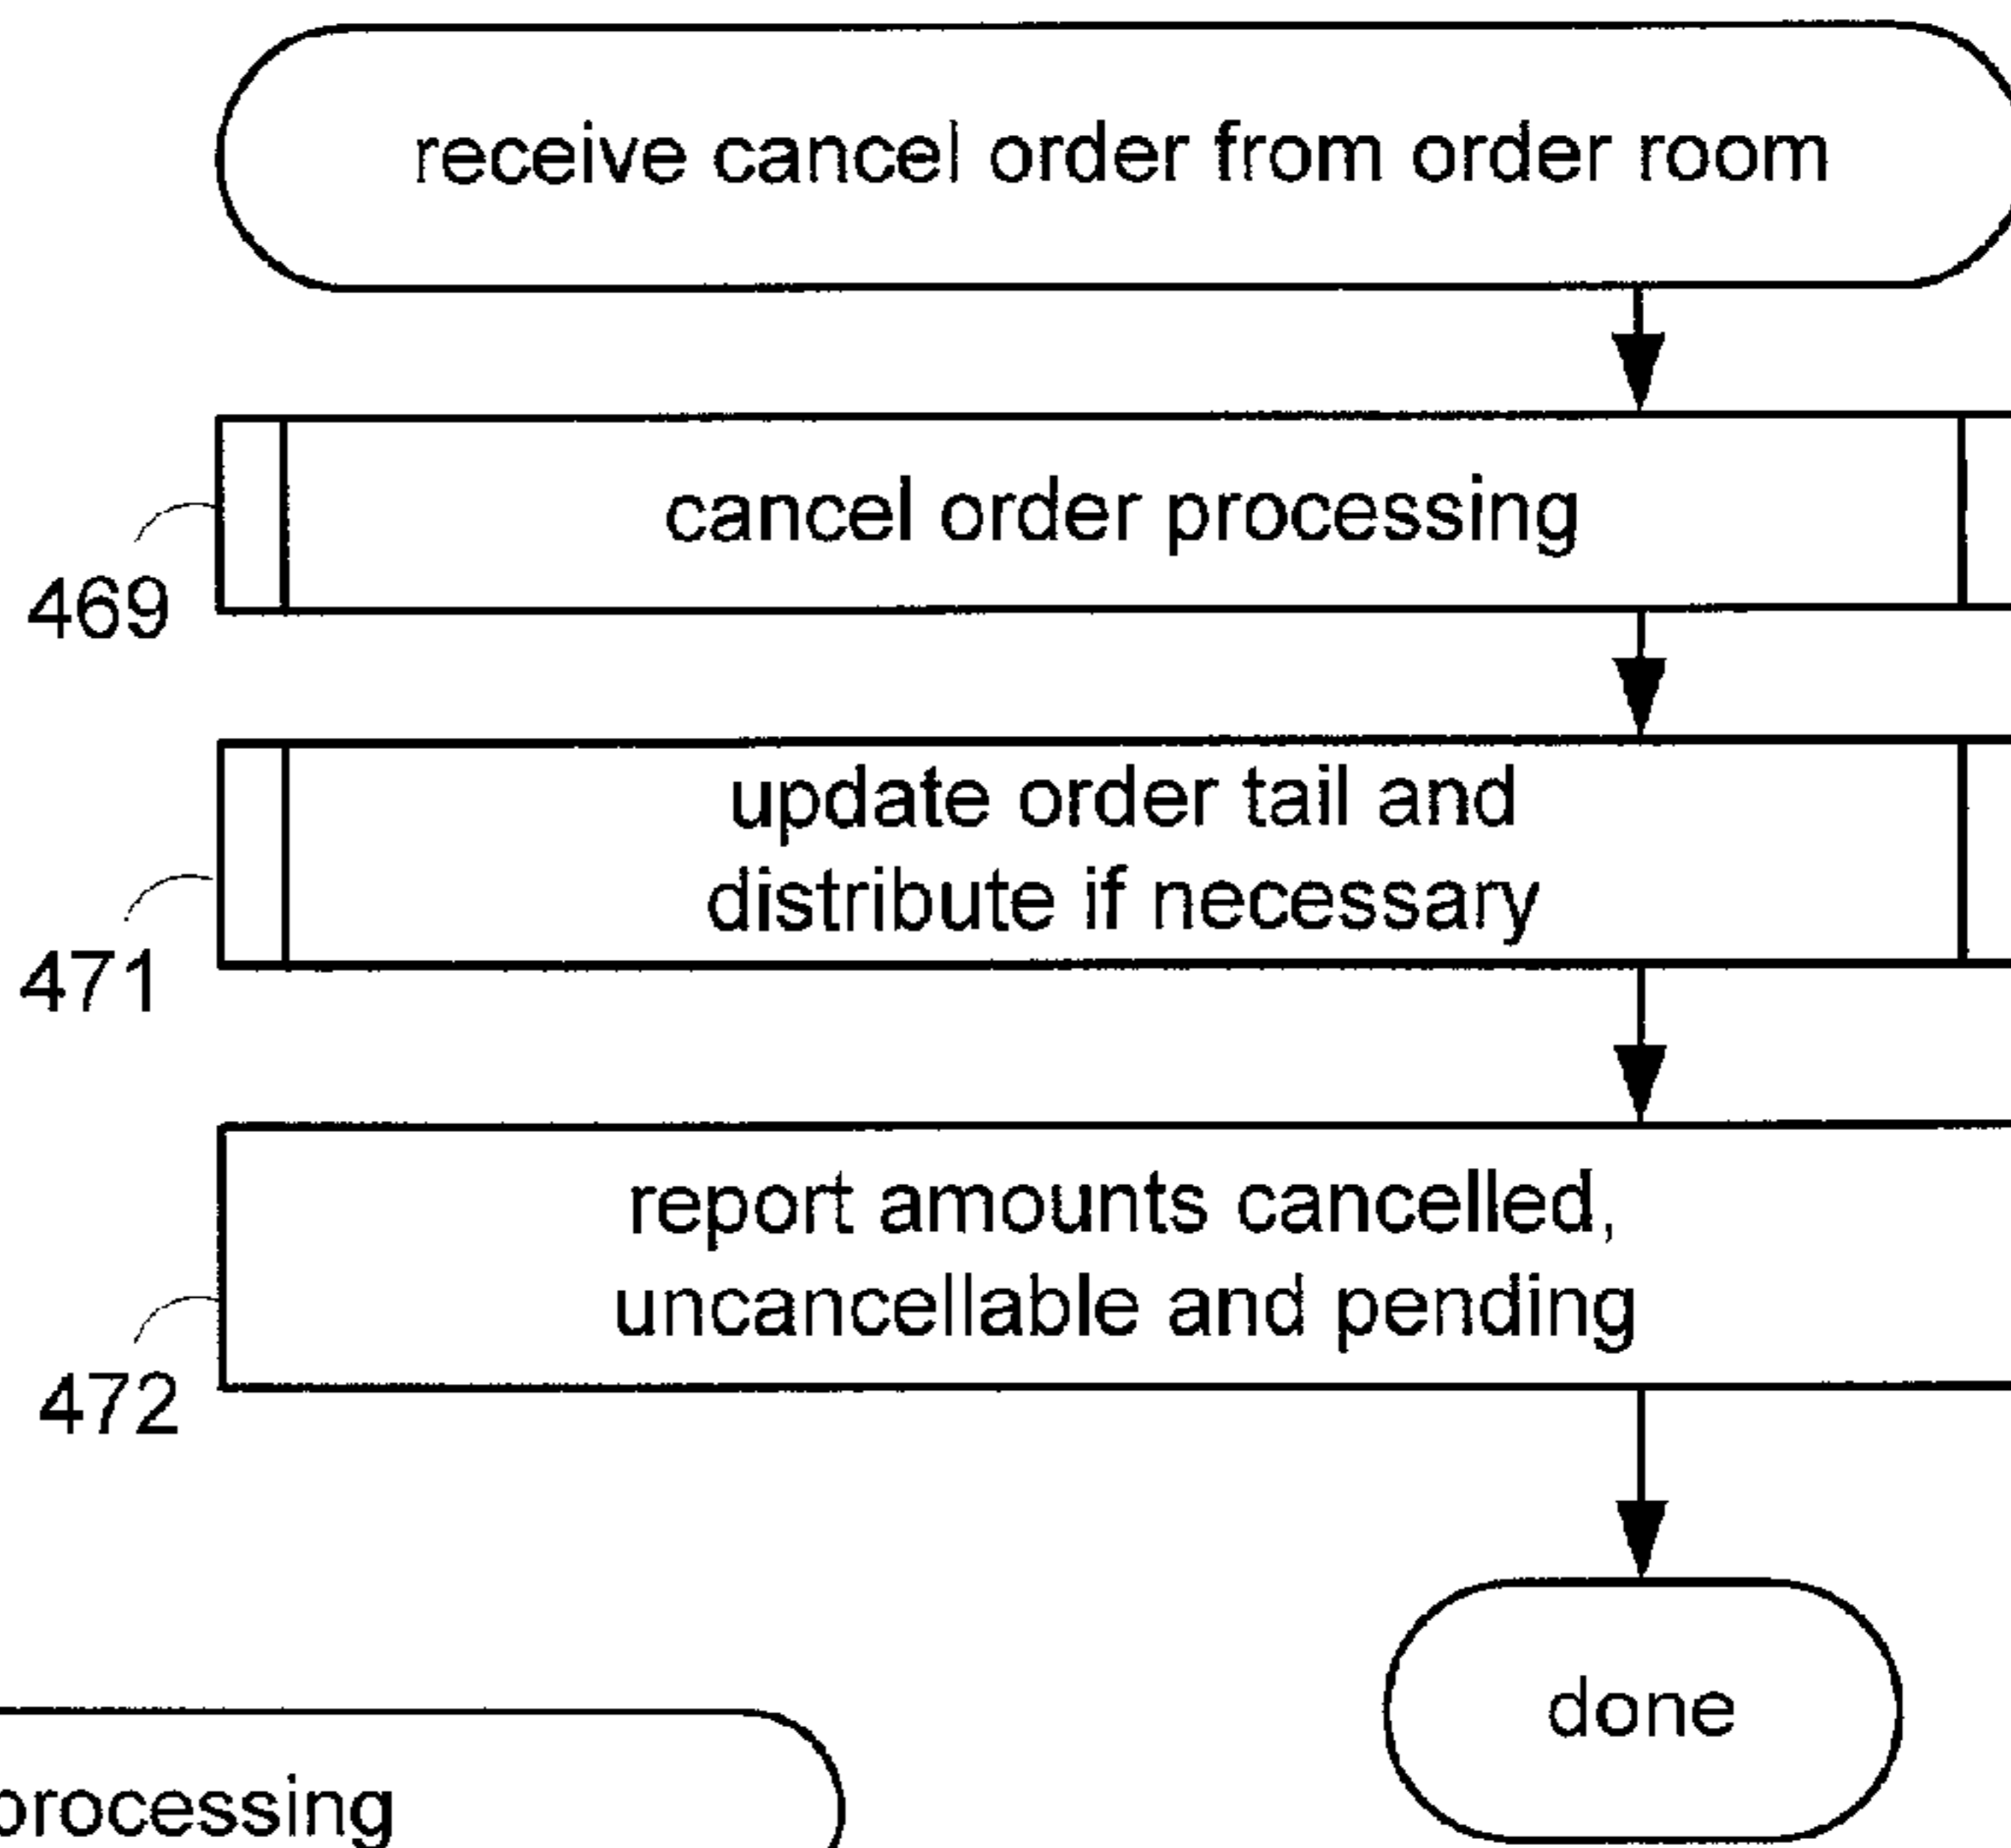 receive cancel order from order room
cancel order processing
469
update order tail and
distribute if necessary
471
report amounts cancelled,
uncancellable and pending
472
done
processing